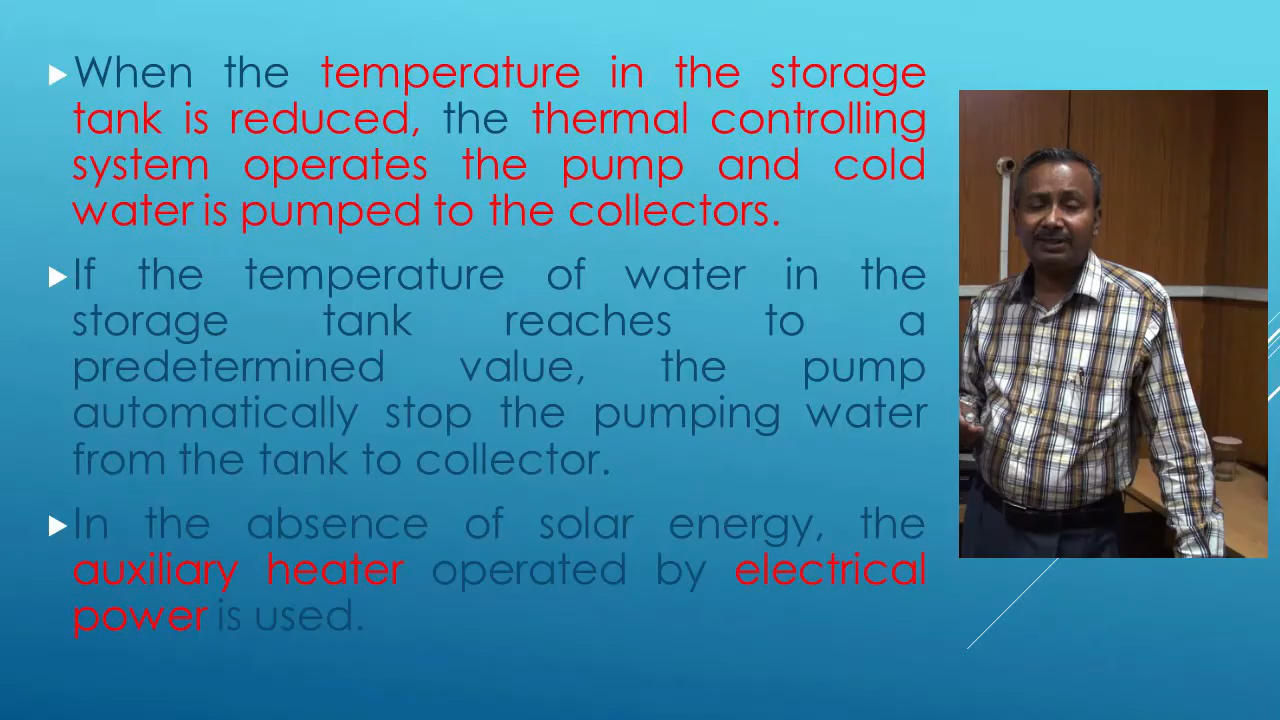 When the temperature in the storage
tank is reduced, the thermal controlling
system operates the pump and cold
water is pumped to the collectors.
If the temperature of water in the
storage tank reaches to a
predetermined value, the pump
automatically stop the pumping water
from the tank to collector.
In the absence of solar energy, the
auxiliary heater operated by electrical
power is used.